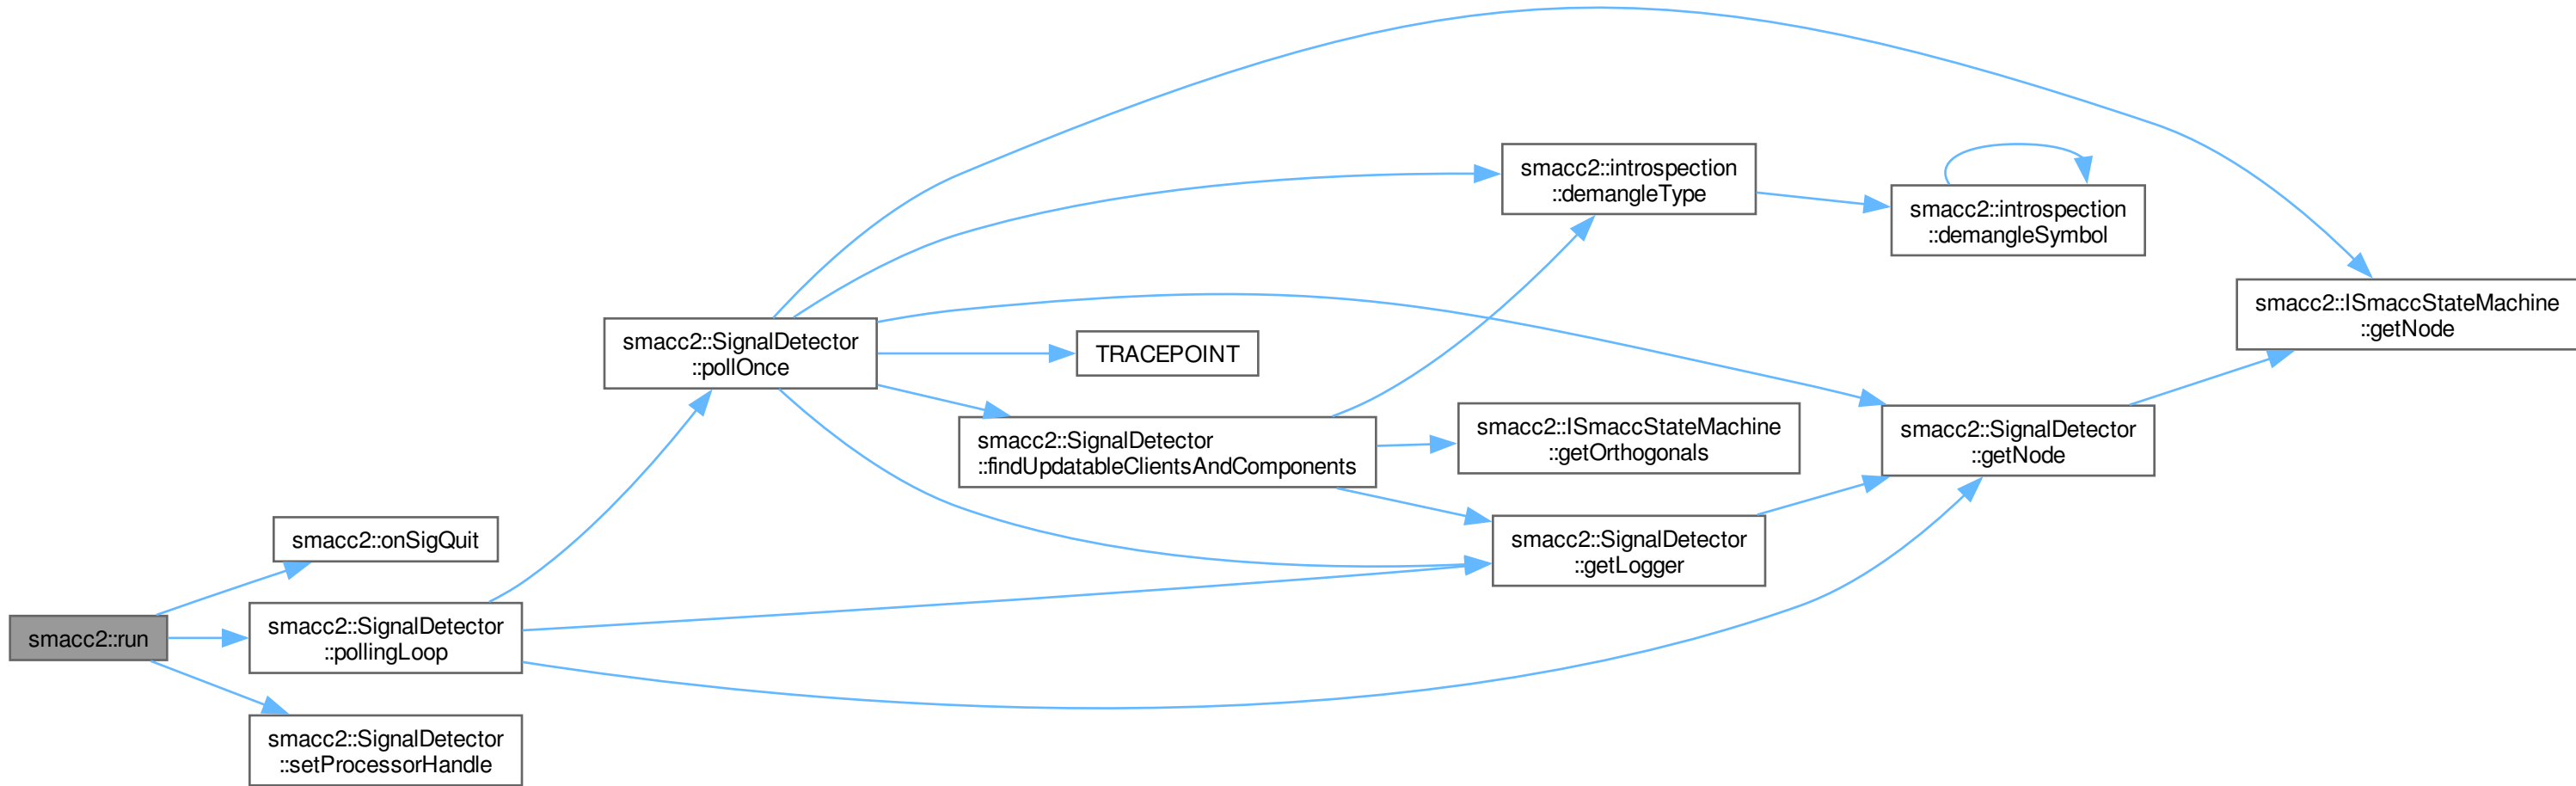 smacc2::run
smacc2::onSigQuit
smacc2::SignalDetector
::pollingLoop
smacc2::SignalDetector
::setProcessorHandle
smacc2::SignalDetector
::pollOnce
TRACEPOINT
smacc2::SignalDetector
::findUpdatableClientsAndComponents
smacc2::introspection
::demangleType
smacc2::ISmaccStateMachine
::getOrthogonals
smacc2::SignalDetector
::getLogger
smacc2::introspection
::demangleSymbol
smacc2::SignalDetector
::getNode
smacc2::ISmaccStateMachine
::getNode